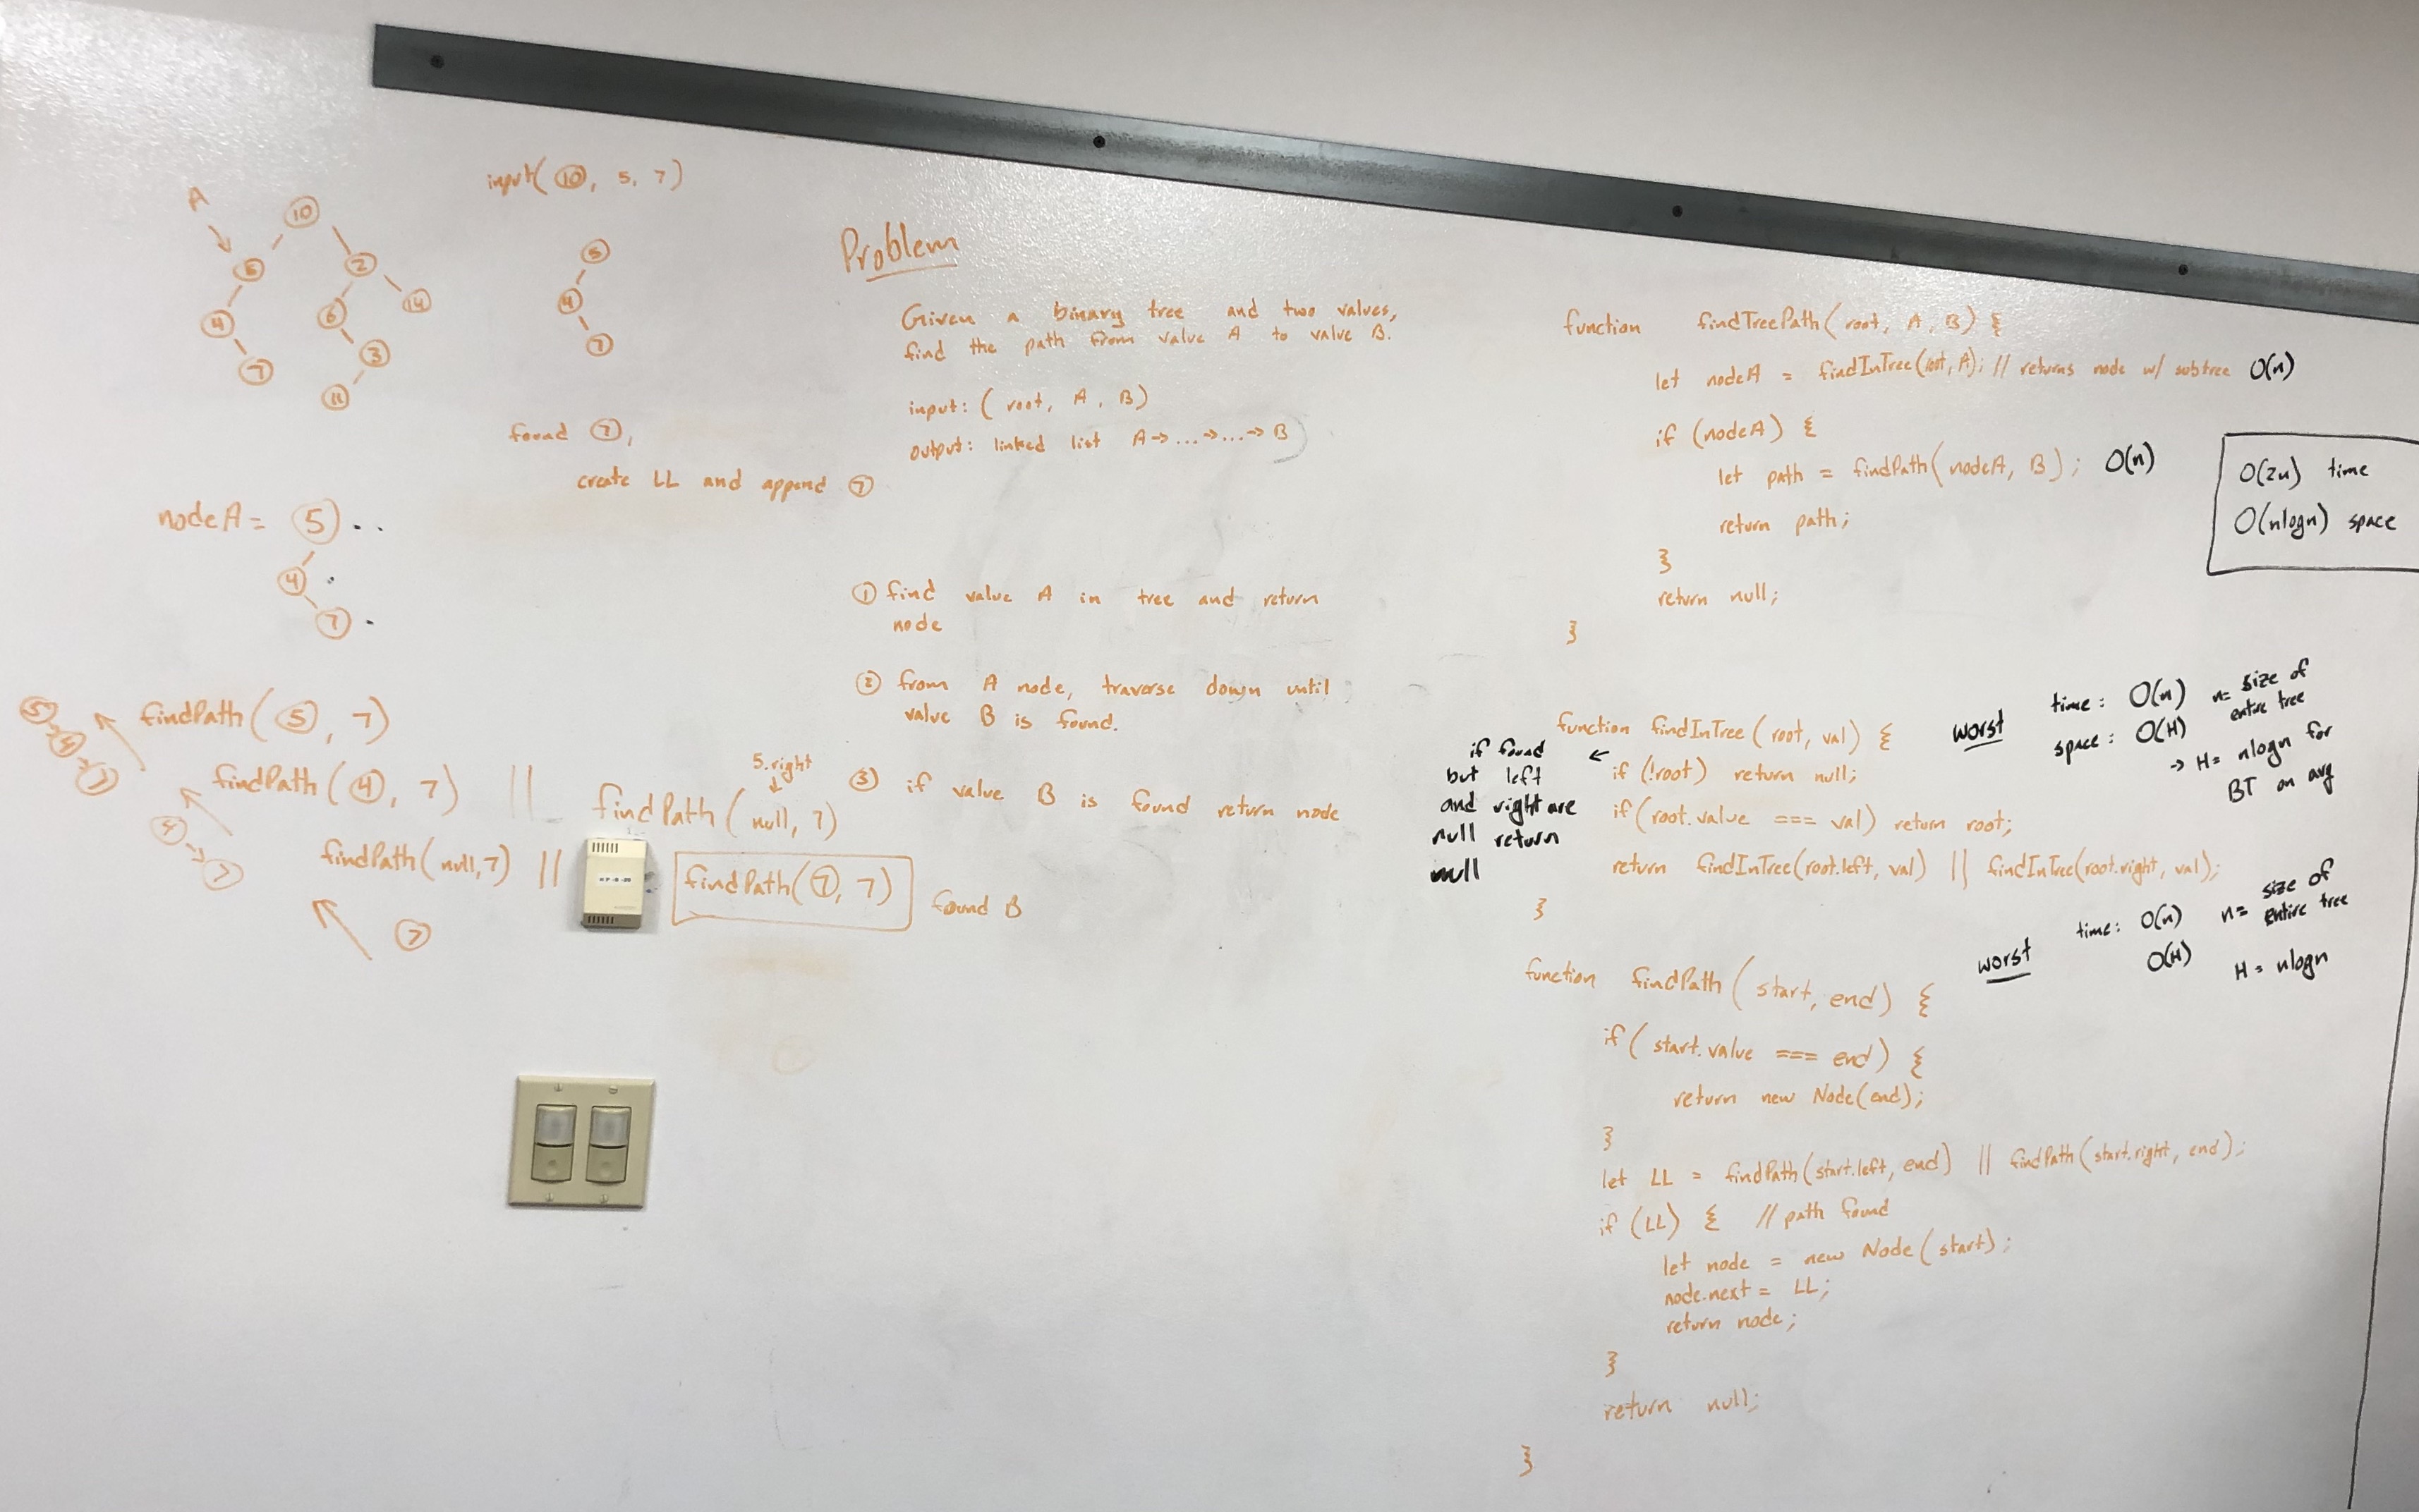 input( 10, 5, 7 )
A
10
5
2
4
6
14
7
3
11
5
4
7
found 7,
create LL and append 7
nodeA = 5 . .
4
7
findPath( 5, 7 )
5 → 4 → 7
findPath( 4, 7 ) ||
5.right
findPath( null, 7 )
4 → 7
findPath( null, 7 ) ||
findPath( 7, 7 )
found B
7
Problem
Given a binary tree and two values,
find the path from value A to value B.
input: ( root, A, B )
output: linked list A → ... → ... → B
① find value A in tree and return
node
② from A node, traverse down until
value B is found.
③ if value B is found return node
function findTreePath( root, A, B ) {
let nodeA = findInTree( root, A ); // returns node w/ subtree O(n)
if (nodeA) {
let path = findPath( nodeA, B ); O(n)
return path;
}
return null;
}
O(2n) time
O(nlogn) space
function findInTree( root, val ) {
if (!root) return null;
if (root.value === val) return root;
return findInTree(root.left, val) || findInTree(root.right, val);
}
if found
but left
and right are
null return
null
worst
time: O(n) n= size of
entire tree
space: O(H)
→ H= nlogn for
BT on avg
function findPath( start, end ) {
if ( start.value === end ) {
return new Node(end);
}
let LL = findPath(start.left, end) || findPath(start.right, end);
if (LL) { // path found
let node = new Node( start );
node.next = LL;
return node;
}
return null;
}
worst
time: O(n) n= size of
entire tree
O(H) H= nlogn